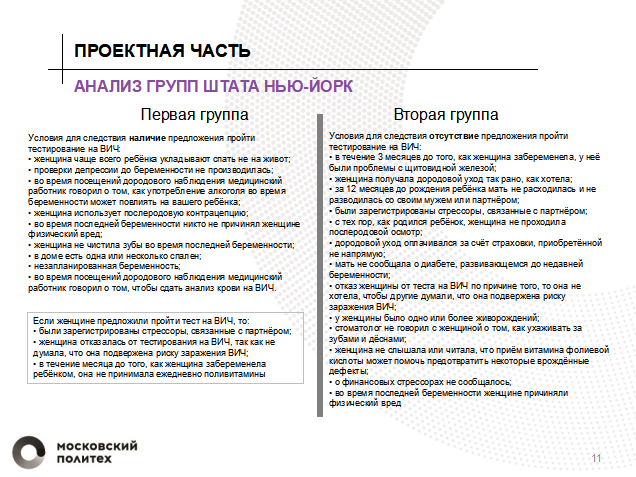 ПРОЕКТНАЯ ЧАСТЬ
АНАЛИЗ ГРУПП ШТАТА НЬЮ-ЙОРК
Первая группа
Условия для следствия наличие предложения пройти
тестирование на ВИЧ:
• женщина чаще всего ребёнка укладывают спать не на живот;
• проверки депрессии до беременности не производилась;
• во время посещений дородового наблюдения медицинский
работник говорил о том, как употребление алкоголя во время
беременности может повлиять на вашего ребёнка;
• женщина использует послеродовую контрацепцию;
• во время последней беременности никто не причинял женщине
физический вред;
• женщина не чистила зубы во время последней беременности;
• в доме есть одна или несколько спален;
• незапланированная беременность;
• во время посещений дородового наблюдения медицинский
работник говорил о том, чтобы сдать анализ крови на ВИЧ.
Если женщине предложили пройти тест на ВИЧ, то:
• были зарегистрированы стрессоры, связанные с партнёром;
• женщина отказалась от тестирования на ВИЧ, так как не
думала, что она подвержена риску заражения ВИЧ;
• в течение месяца до того, как женщина забеременела
ребёнком, она не принимала ежедневно поливитамины
Вторая группа
Условия для следствия отсутствие предложения пройти
тестирование на ВИЧ:
• в течение 3 месяцев до того, как женщина забеременела, у неё
были проблемы с щитовидной железой;
• женщина получала дородовой уход так рано, как хотела;
• за 12 месяцев до рождения ребёнка мать не расходилась и не
разводилась со своим мужем или партнёром;
• были зарегистрированы стрессоры, связанные с партнёром;
• с тех пор, как родился ребёнок, женщина не проходила
послеродовой осмотр;
• дородовой уход оплачивался за счёт страховки, приобретённой
не напрямую;
• мать не сообщала о диабете, развивающемся до недавней
беременности;
• отказ женщины от теста на ВИЧ по причине того, то она не
хотела, чтобы другие думали, что она подвержена риску
заражения ВИЧ;
• у женщины было одно или более живорождений;
• стоматолог не говорил с женщиной о том, как ухаживать за
зубами и дёснами;
• женщина не слышала или читала, что приём витамина фолиевой
кислоты может помочь предотвратить некоторые врождённые
дефекты;
• о финансовых стрессорах не сообщалось;
• во время последней беременности женщине причиняли
физический вред
МОСКОВСКИЙ
ПОЛИТЕХ
11